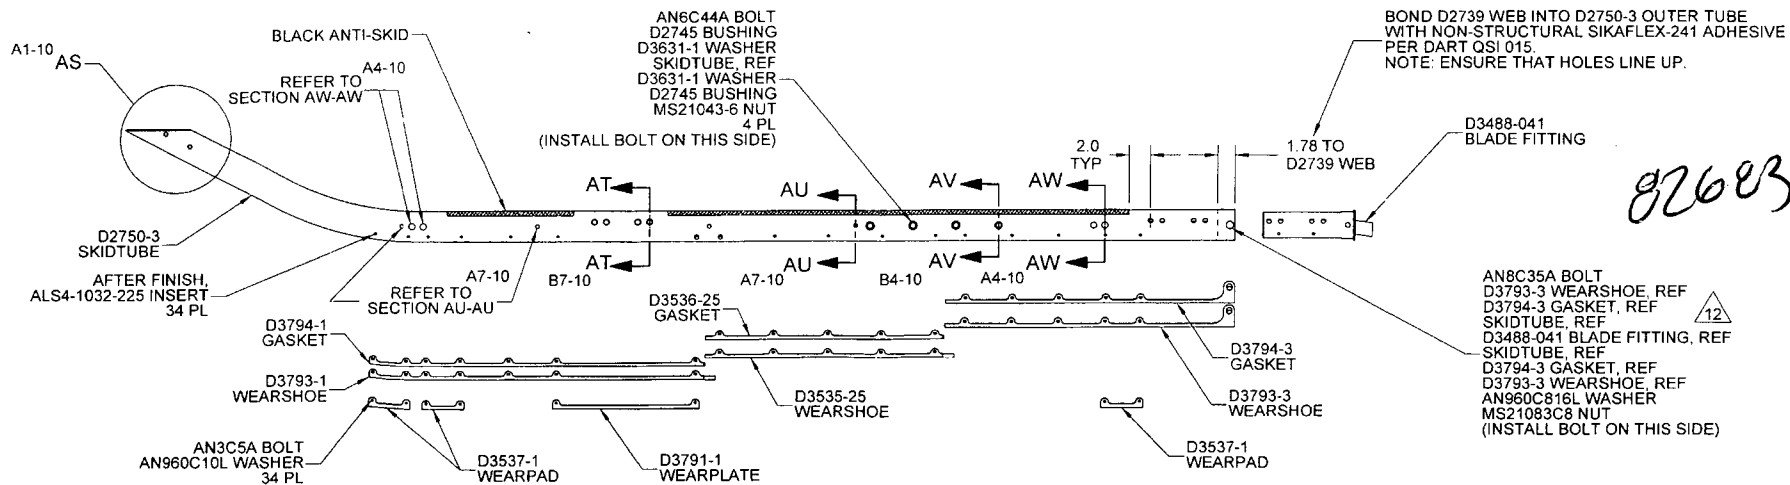 A1-10
AS
BLACK ANTI-SKID
REFER TO A4-10
SECTION AW-AW
AN6C44A BOLT
D2745 BUSHING
D3631-1 WASHER
SKIDTUBE, REF
D3631-1 WASHER
D2745 BUSHING
MS21043-6 NUT
4 PL
(INSTALL BOLT ON THIS SIDE)
BOND D2739 WEB INTO D2750-3 OUTER TUBE
WITH NON-STRUCTURAL SIKAFLEX-241 ADHESIVE
PER DART QSI 015.
NOTE: ENSURE THAT HOLES LINE UP.
2.0
TYP
1.78 TO
D2739 WEB
D3488-041
BLADE FITTING
82683
AT
AU
AV
AW
D2750-3
SKIDTUBE
AFTER FINISH,
ALS4-1032-225 INSERT
34 PL
REFER TO
SECTION AU-AU
A7-10
B7-10
AT
A7-10
AU
B4-10
AV
A4-10
AW
D3794-1
GASKET
D3793-1
WEARSHOE
D3536-25
GASKET
D3535-25
WEARSHOE
D3794-3
GASKET
D3793-3
WEARSHOE
AN3C5A BOLT
AN960C10L WASHER
34 PL
D3537-1
WEARPAD
D3791-1
WEARPLATE
D3537-1
WEARPAD
AN8C35A BOLT
D3793-3 WEARSHOE, REF
D3794-3 GASKET, REF
SKIDTUBE, REF
D3488-041 BLADE FITTING, REF
SKIDTUBE, REF
D3794-3 GASKET, REF
D3793-3 WEARSHOE, REF
AN960C816L WASHER
MS21083C8 NUT
(INSTALL BOLT ON THIS SIDE)
12